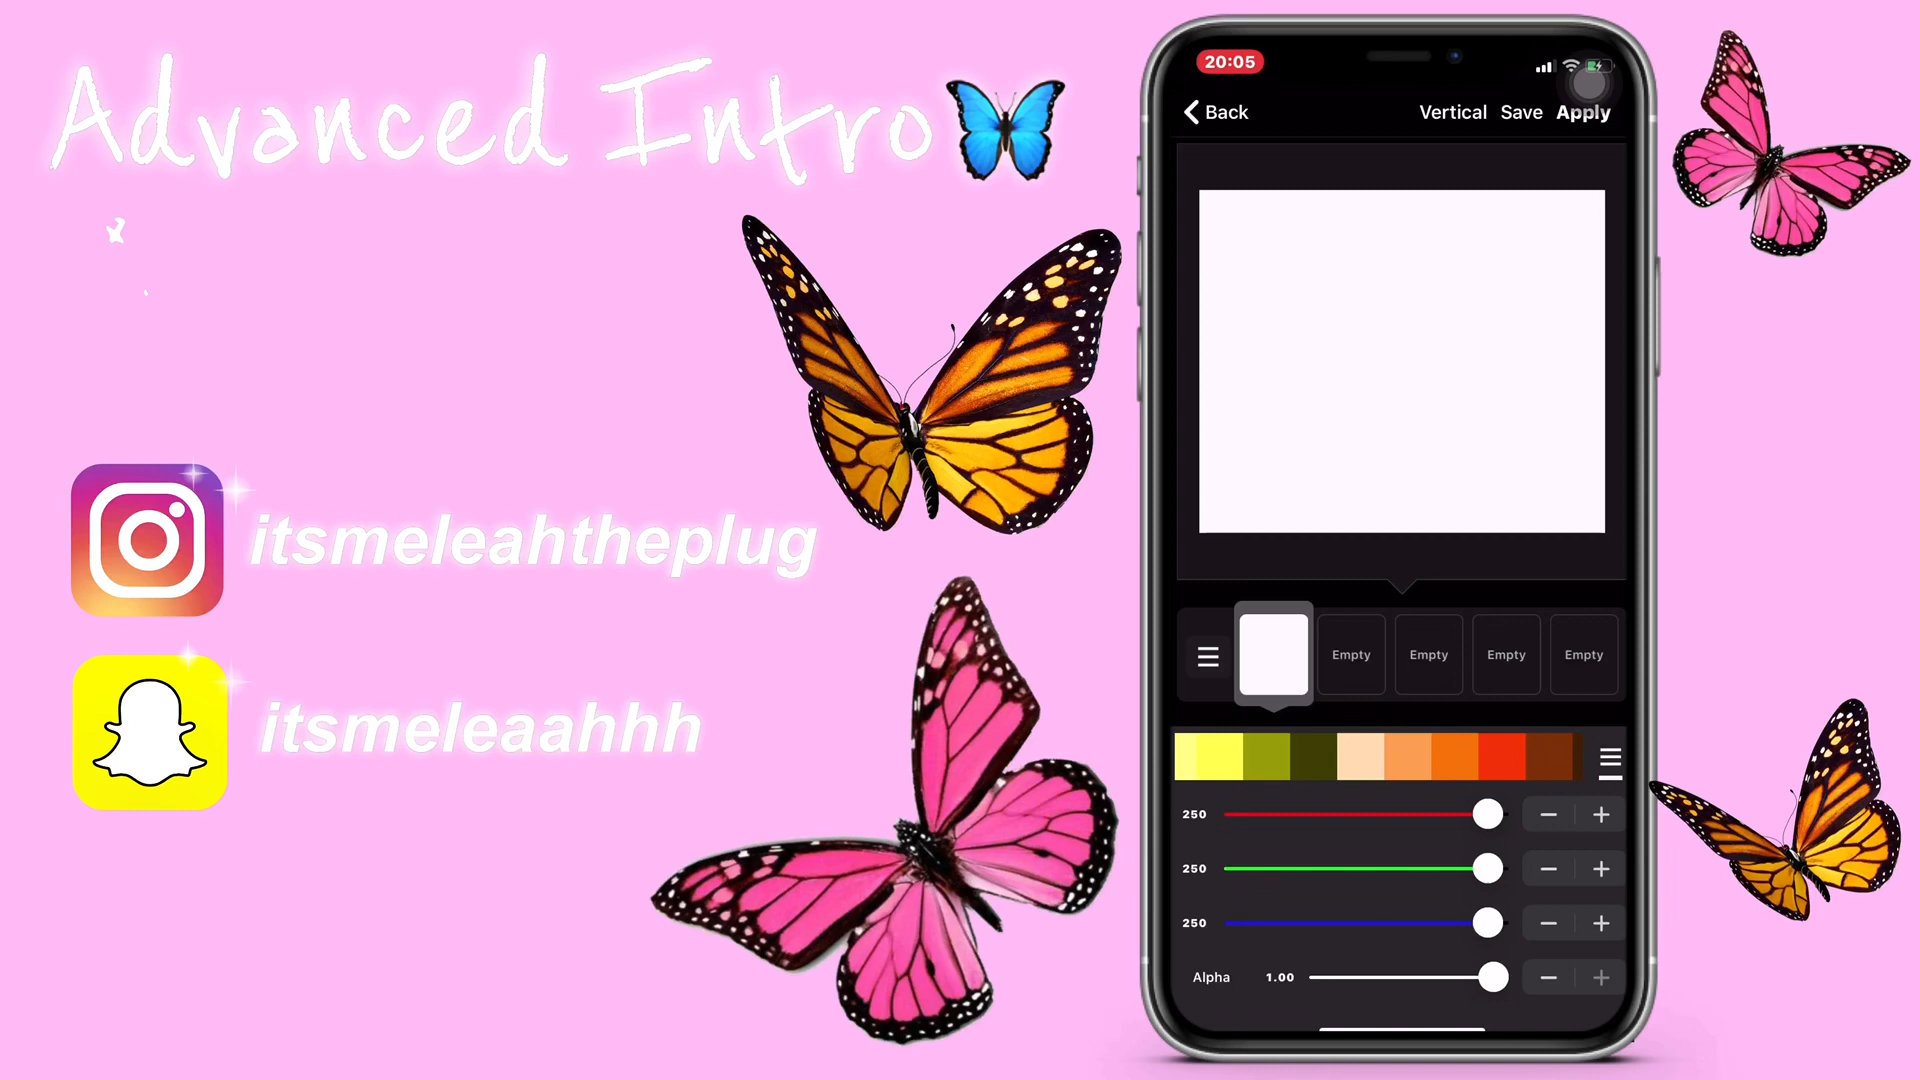 Advanced Intro
20:05
Back Vertical Save Apply
Empty Empty Empty Empty
250
250
250
Alpha 1.00
itsmeleahtheplug
itsmeleaahhh